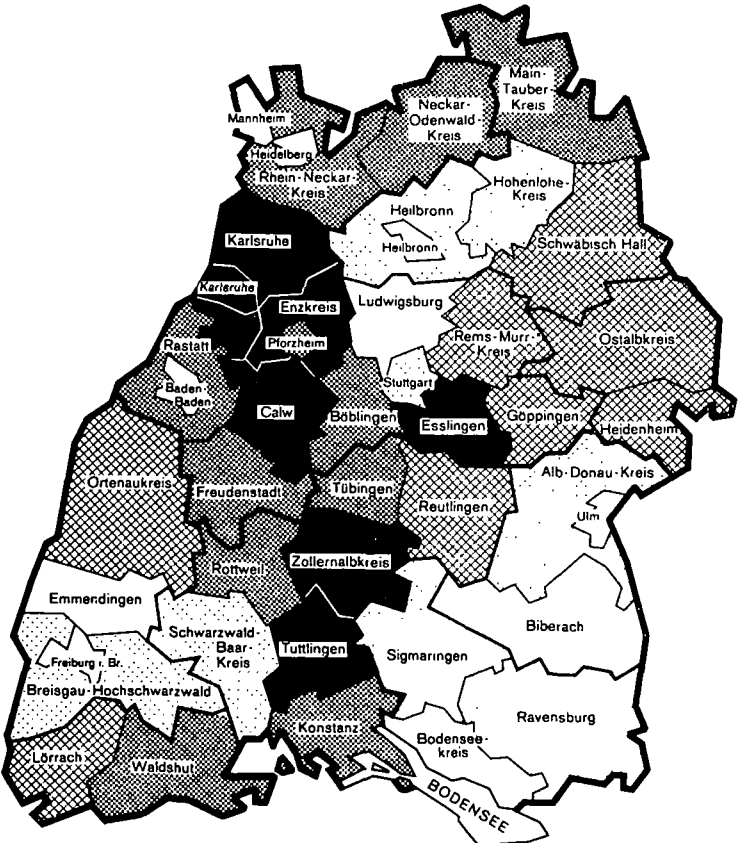 Main-
Tauber-
Kreis
Neckar-
Odenwald-
Kreis
Mannheim
Heidelberg
Rhein-Neckar-
Kreis
Hohenlohe-
Kreis
Heilbronn
Heilbronn
Schwäbisch Hall
Karlsruhe
Karlsruhe
Enzkreis
Ludwigsburg
Pforzheim
Rems-Murr-
Kreis
Ostalbkreis
Rastatt
Baden-
Baden
Stuttgart
Calw
Böblingen
Esslingen
Göppingen
Heidenheim
Ortenaukreis
Freudenstadt
Tübingen
Reutlingen
Alb-Donau-Kreis
Ulm
Rottweil
Zollernalbkreis
Emmendingen
Biberach
Schwarzwald-
Baar-
Kreis
Tuttlingen
Sigmaringen
Freiburg i. Br.
Breisgau-Hochschwarzwald
Ravensburg
Konstanz
Bodensee-
kreis
Lörrach
Waldshut
BODENSEE